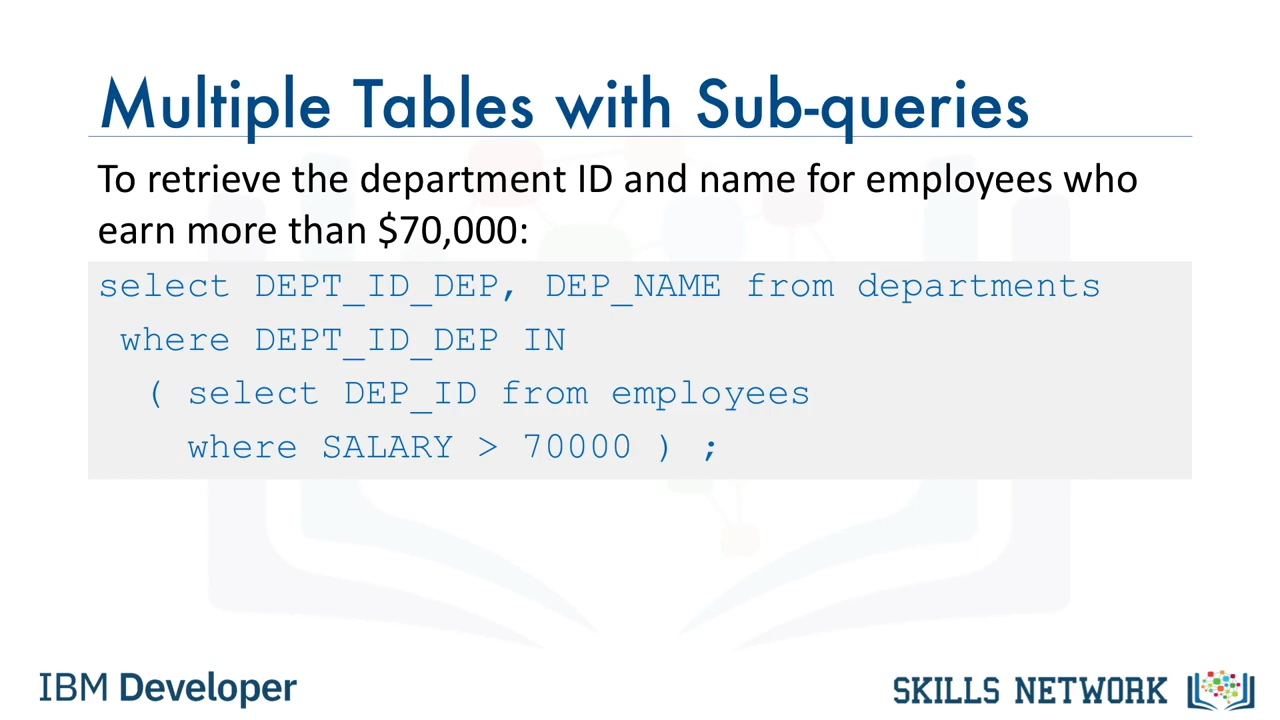 Multiple Tables with Sub-queries
To retrieve the department ID and name for employees who
earn more than $70,000:
select DEPT_ID_DEP, DEP_NAME from departments
where DEPT_ID_DEP IN
( select DEP_ID from employees
where SALARY > 70000 ) ;
IBM Developer
SKILLS NETWORK